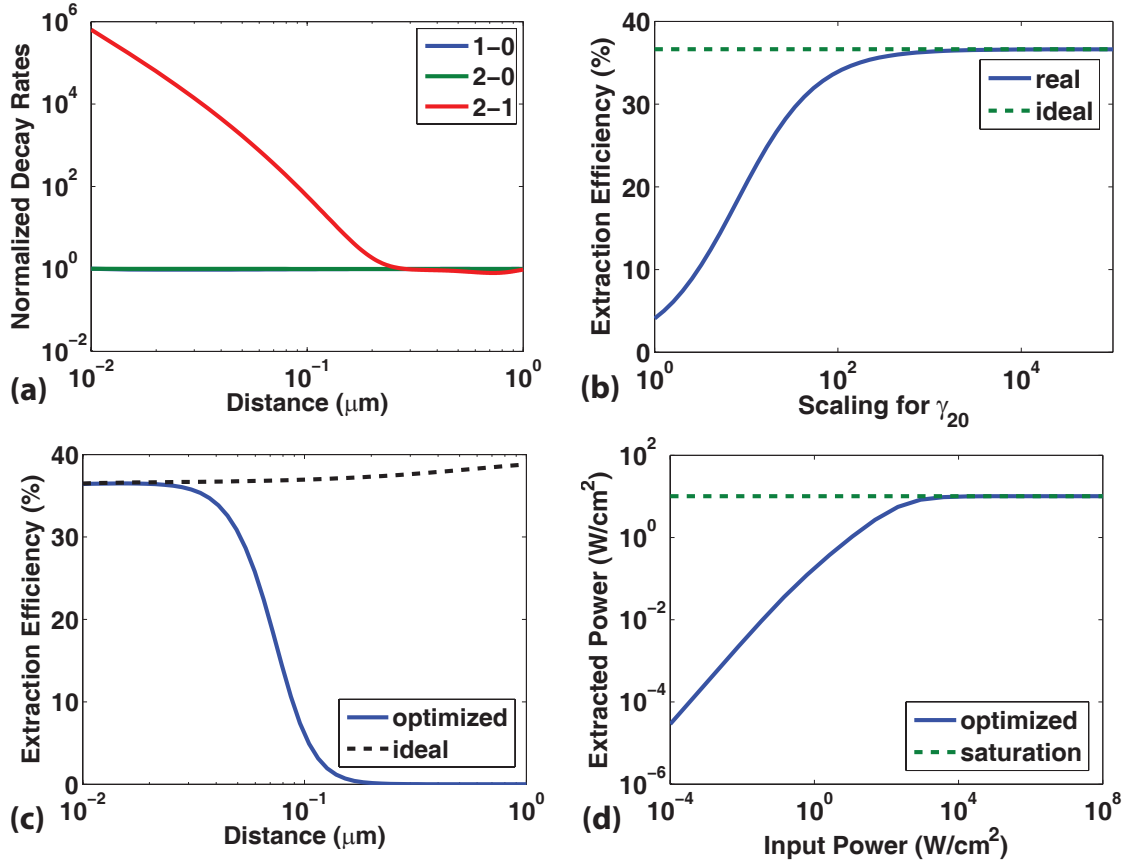 Normalized Decay Rates
10^6
10^4
10^2
10^0
10^-2
1-0
2-0
2-1
10^-2
10^-1
10^0
Distance (μm)
(a)
Extraction Efficiency (%)
40
30
20
10
0
real
ideal
10^0
10^2
10^4
Scaling for γ_20
(b)
Extraction Efficiency (%)
40
30
20
10
0
optimized
ideal
10^-2
10^-1
10^0
Distance (μm)
(c)
Extracted Power (W/cm^2)
10^2
10^0
10^-2
10^-4
10^-6
optimized
saturation
10^-4
10^0
10^4
10^8
Input Power (W/cm^2)
(d)